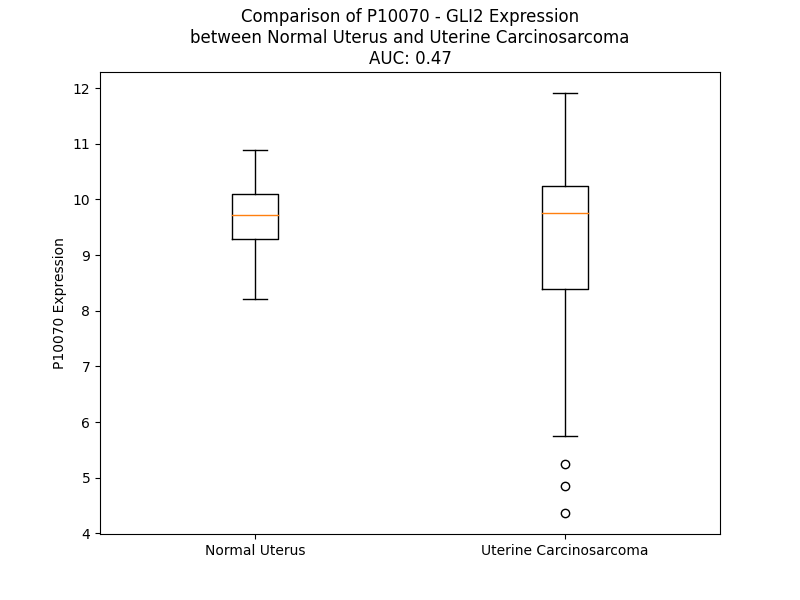 Comparison of P10070 - GLI2 Expression
between Normal Uterus and Uterine Carcinosarcoma
AUC: 0.47
12
11
10
9
8
7
6
5
4
P10070 Expression
Normal Uterus
Uterine Carcinosarcoma